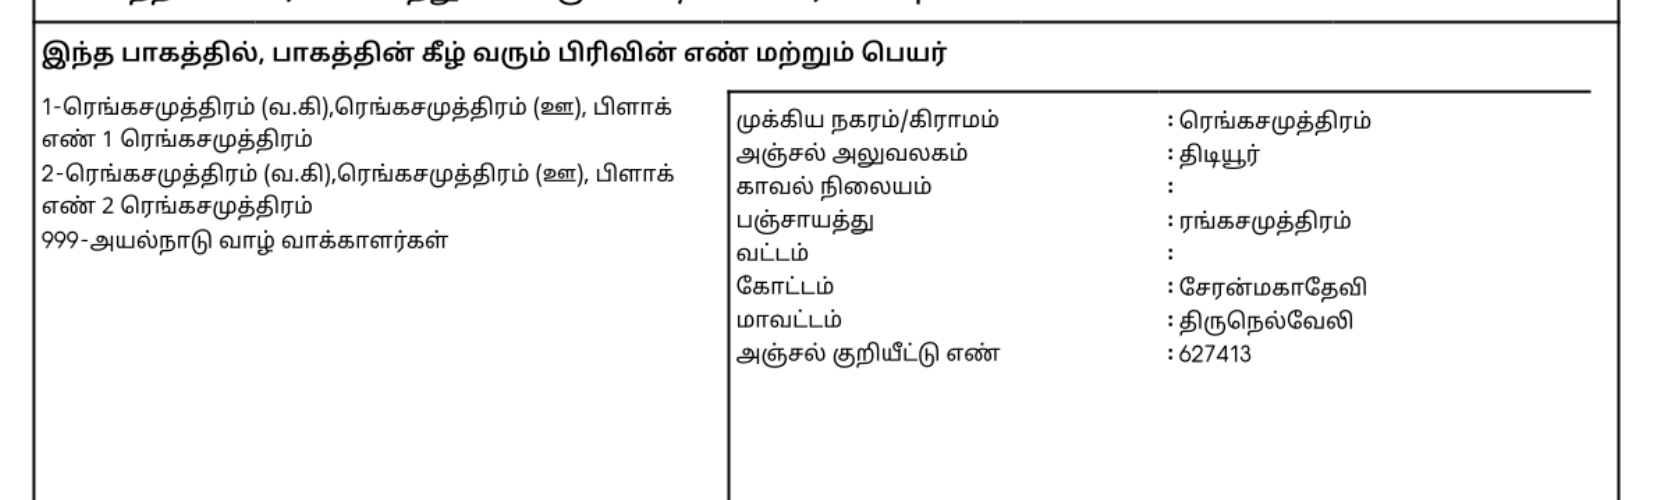 இந்த பாகத்தில், பாகத்தின் கீழ் வரும் பிரிவின் எண் மற்றும் பெயர்
1-ரெங்கசமுத்திரம் (வ.கி),ரெங்கசமுத்திரம் (ஊ), பிளாக்
எண் 1 ரெங்கசமுத்திரம்
2-ரெங்கசமுத்திரம் (வ.கி),ரெங்கசமுத்திரம் (ஊ), பிளாக்
எண் 2 ரெங்கசமுத்திரம்
999-அயல்நாடு வாழ் வாக்காளர்கள்
முக்கிய நகரம்/கிராமம் : ரெங்கசமுத்திரம்
அஞ்சல் அலுவலகம் : திடியூர்
காவல் நிலையம் :
பஞ்சாயத்து : ரங்கசமுத்திரம்
வட்டம் :
கோட்டம் : சேரன்மகாதேவி
மாவட்டம் : திருநெல்வேலி
அஞ்சல் குறியீட்டு எண் : 627413